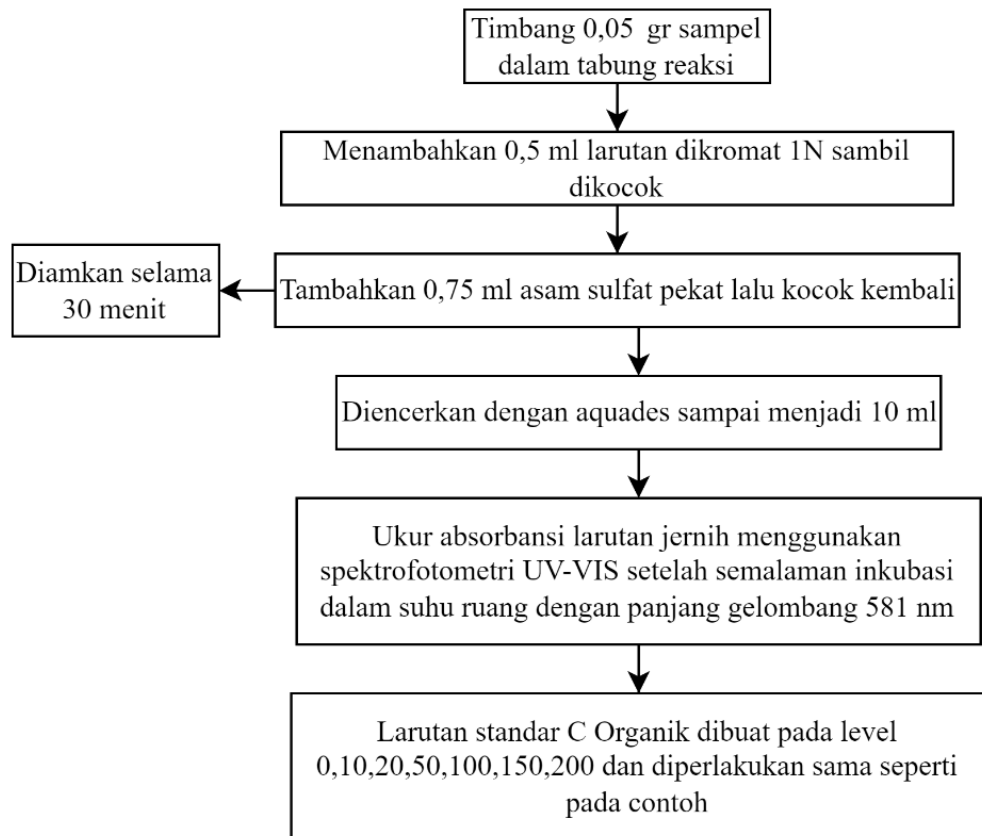 Timbang 0,05 gr sampel
dalam tabung reaksi
Menambahkan 0,5 ml larutan dikromat 1N sambil
dikocok
Tambahkan 0,75 ml asam sulfat pekat lalu kocok kembali
Diamkan selama
30 menit
Diencerkan dengan aquades sampai menjadi 10 ml
Ukur absorbansi larutan jernih menggunakan
spektrofotometri UV-VIS setelah semalaman inkubasi
dalam suhu ruang dengan panjang gelombang 581 nm
Larutan standar C Organik dibuat pada level
0,10,20,50,100,150,200 dan diperlakukan sama seperti
pada contoh